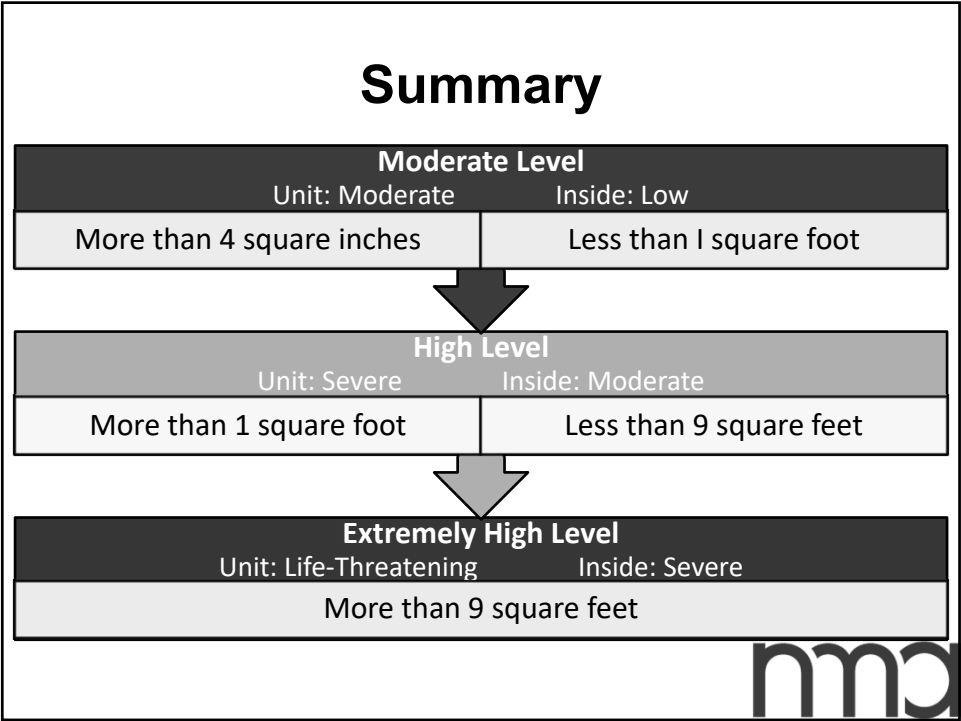 Summary
Moderate Level
Unit: Moderate Inside: Low
More than 4 square inches Less than I square foot
High Level
Unit: Severe Inside: Moderate
More than 1 square foot Less than 9 square feet
Extremely High Level
Unit: Life-Threatening Inside: Severe
More than 9 square feet
nma